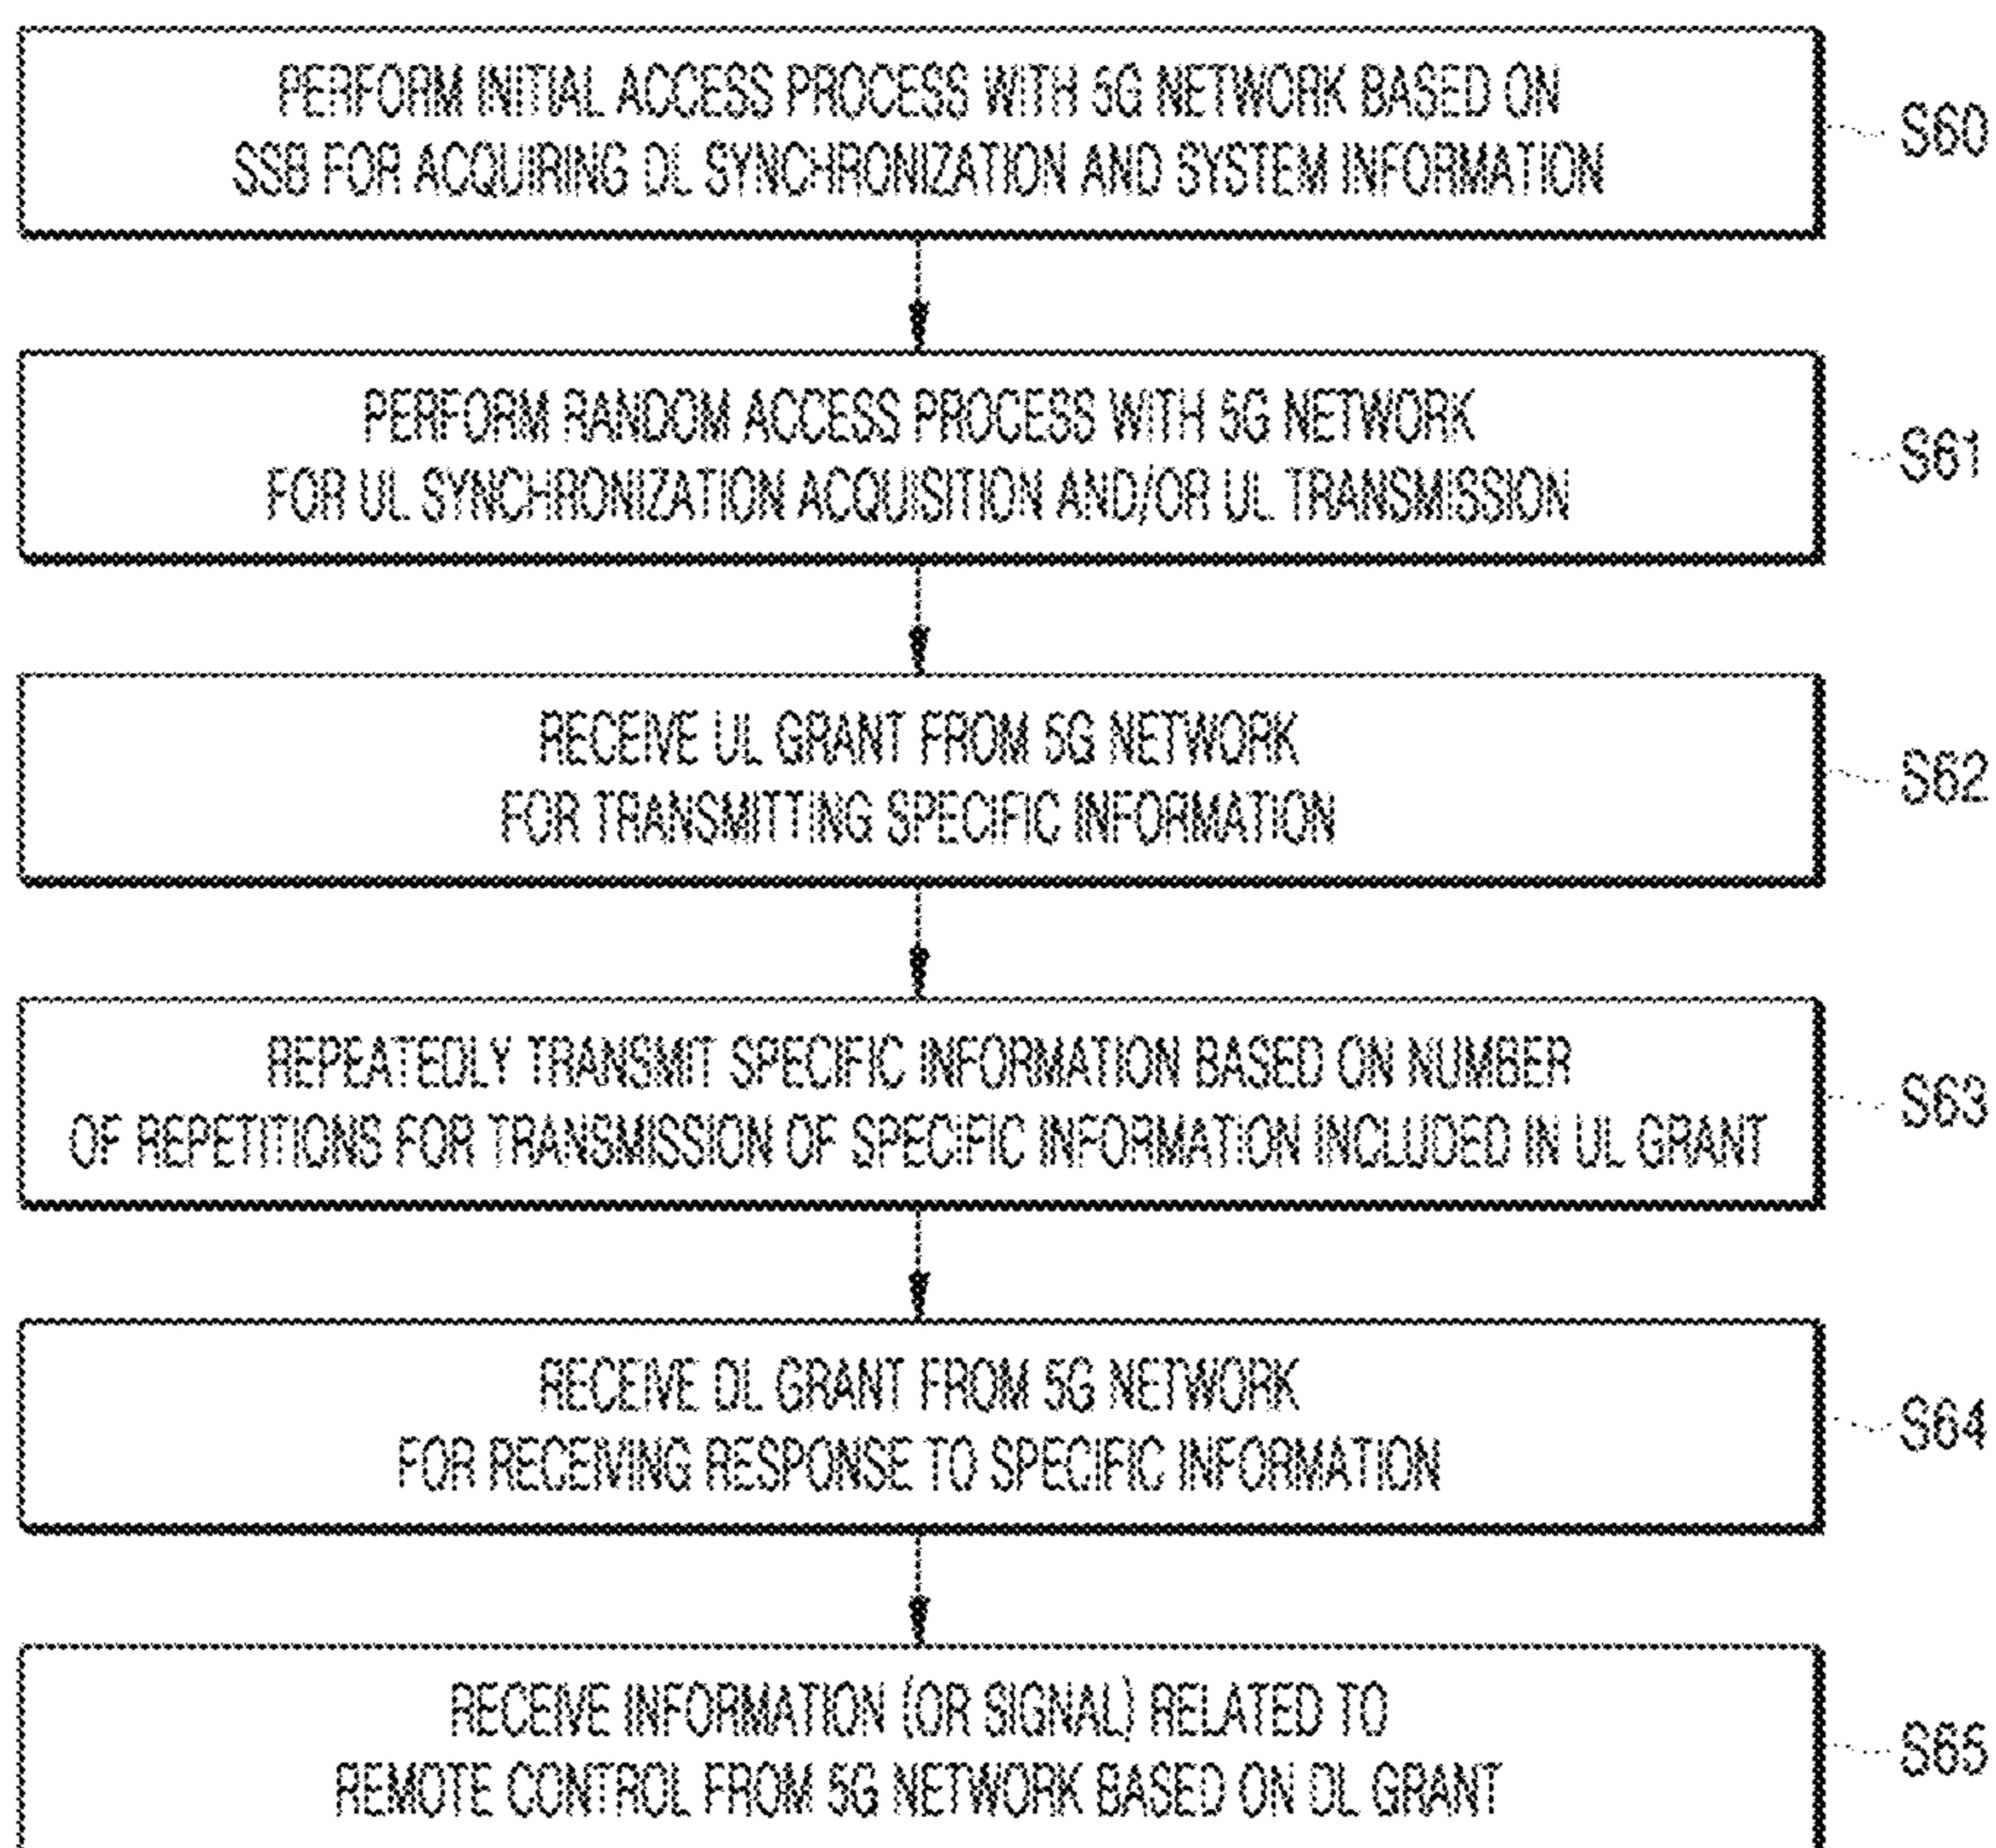 PERFORM INITIAL ACCESS PROCESS WITH 5G NETWORK BASED ON
SSB FOR ACQUIRING DL SYNCHRONIZATION AND SYSTEM INFORMATION
S60
PERFORM RANDOM ACCESS PROCESS WITH 5G NETWORK
FOR UL SYNCHRONIZATION ACQUISITION AND/OR UL TRANSMISSION
S61
RECEIVE UL GRANT FROM 5G NETWORK
FOR TRANSMITTING SPECIFIC INFORMATION
S62
REPEATEDLY TRANSMIT SPECIFIC INFORMATION BASED ON NUMBER
OF REPETITIONS FOR TRANSMISSION OF SPECIFIC INFORMATION INCLUDED IN UL GRANT
S63
RECEIVE DL GRANT FROM 5G NETWORK
FOR RECEIVING RESPONSE TO SPECIFIC INFORMATION
S64
RECEIVE INFORMATION (OR SIGNAL) RELATED TO
REMOTE CONTROL FROM 5G NETWORK BASED ON DL GRANT
S65